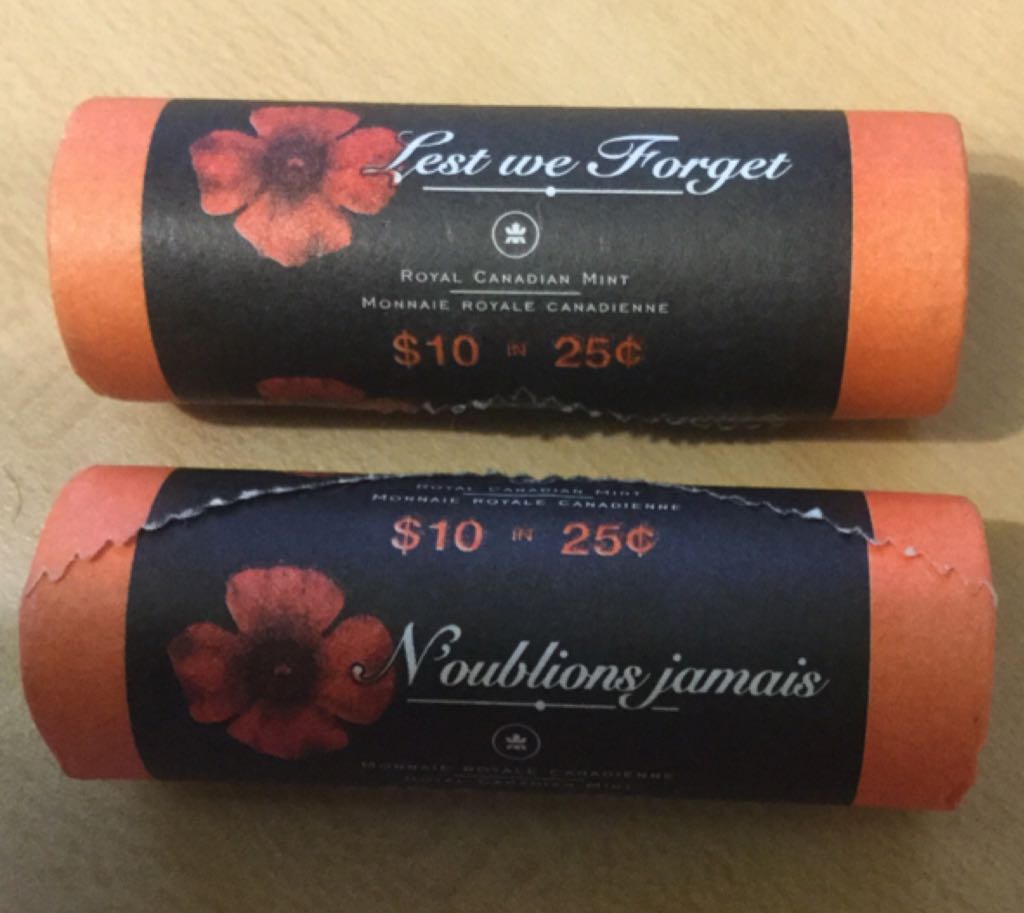 Lest we Forget
ROYAL CANADIAN MINT
MONNAIE ROYALE CANADIENNE
$10 IN 25¢
ROYAL CANADIAN MINT
MONNAIE ROYALE CANADIENNE
$10 IN 25¢
N'oublions jamais
MONNAIE ROYALE CANADIENNE
ROYAL CANADIAN MINT